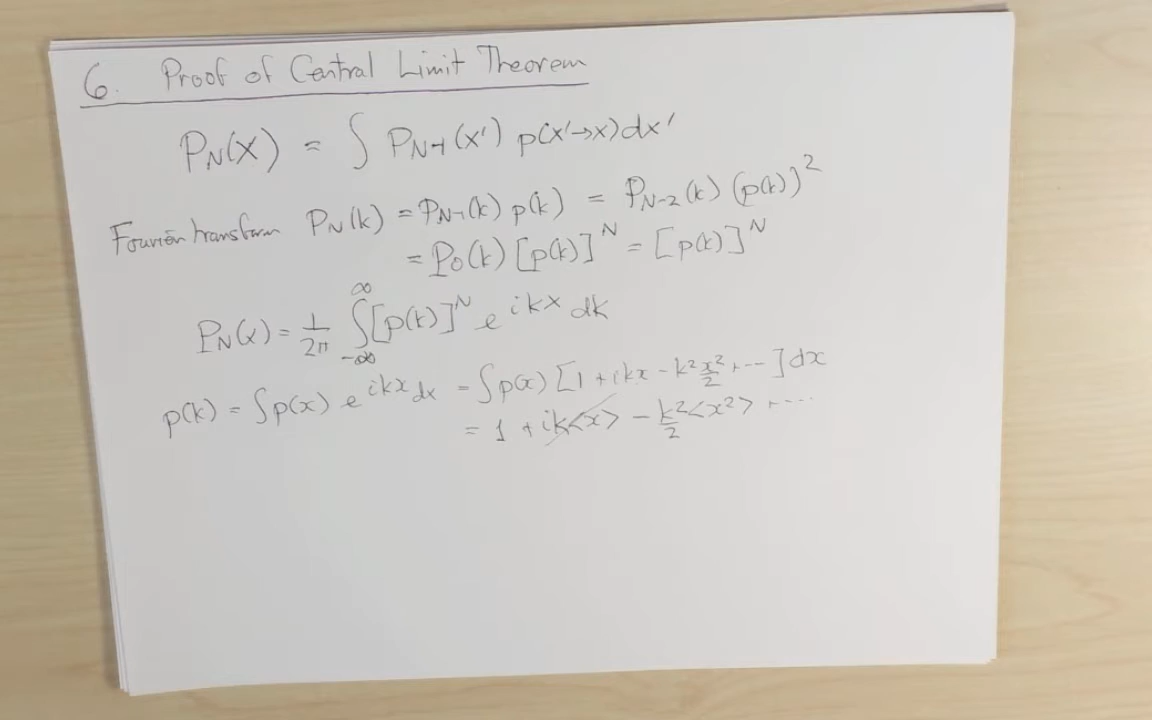 6. Proof of Central Limit Theorem
P_N(X) = ∫ P_{N-1}(x') p(x'→x) dx'
Fourier transform P_N(k) = P_{N-1}(k) p(k) = P_{N-2}(k) (p(k))^2
= P_0(k) [p(k)]^N = [p(k)]^N
P_N(x) = 1/2π ∫_{-∞}^{∞} [p(k)]^N e^{ikx} dk
p(k) = ∫p(x) e^{ikx} dx = ∫p(x) [1 + ikx - k^2 x^2/2 + ...] dx
= 1 + ik<x> - k^2/2 <x^2> + ....